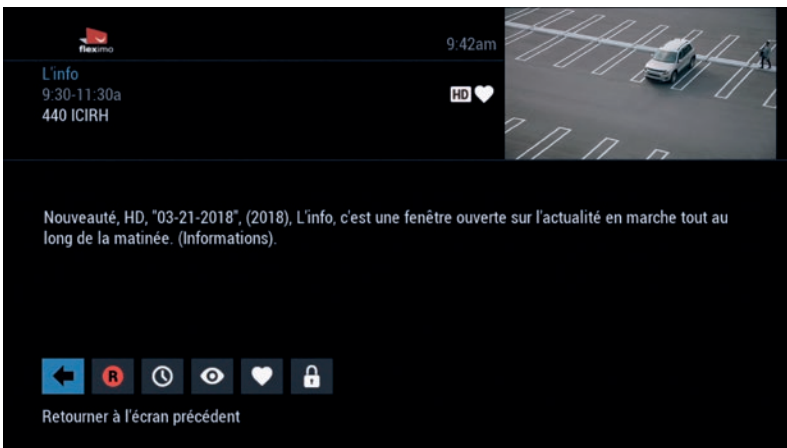 fleximo
9:42am
L'info
9:30-11:30a
HD
440 ICIRH
Nouveauté, HD, "03-21-2018", (2018), L'info, c'est une fenêtre ouverte sur l'actualité en marche tout au
long de la matinée. (Informations).
R
Retourner à l'écran précédent